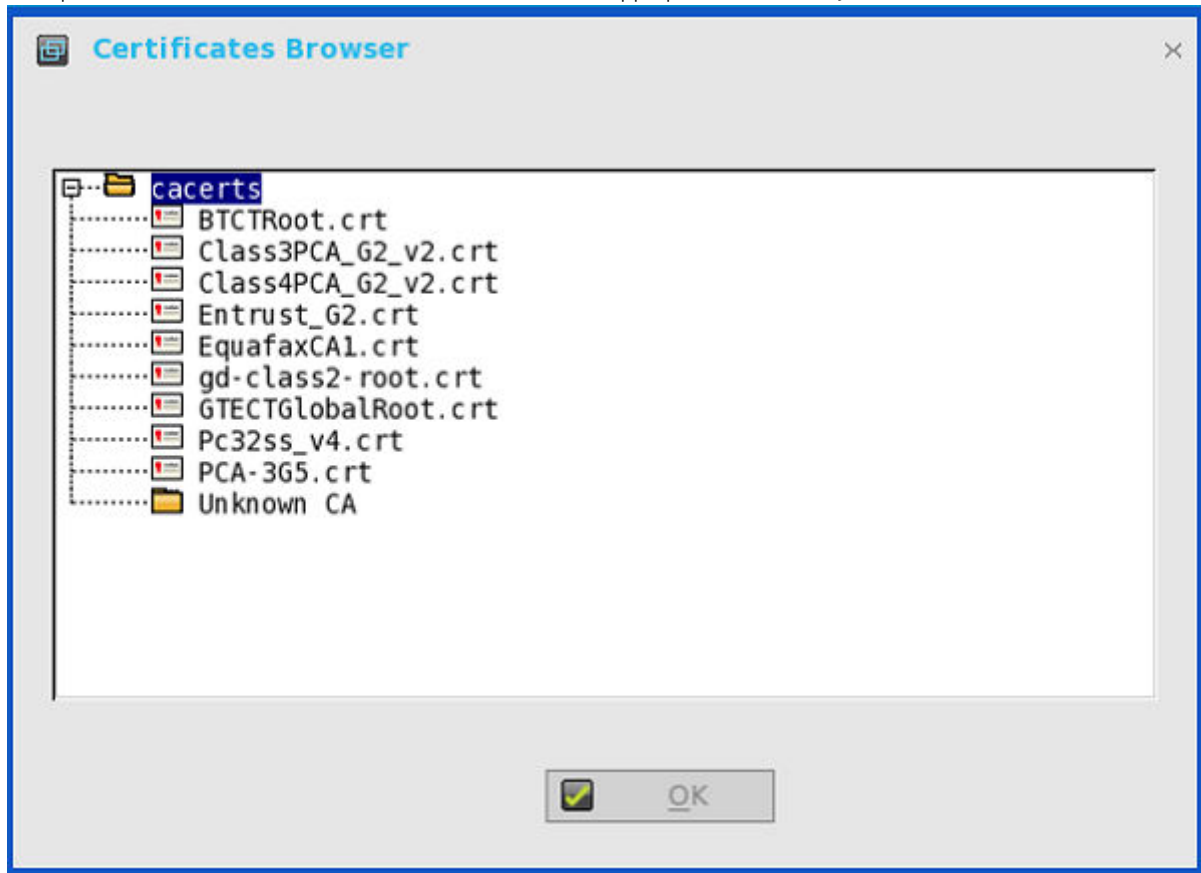 Certificates Browser
cacerts
BTCTRoot.crt
Class3PCA_G2_v2.crt
Class4PCA_G2_v2.crt
Entrust_G2.crt
EquafaxCA1.crt
gd-class2-root.crt
GTECTGlobalRoot.crt
Pc32ss_v4.crt
PCA-3G5.crt
Unknown CA
OK